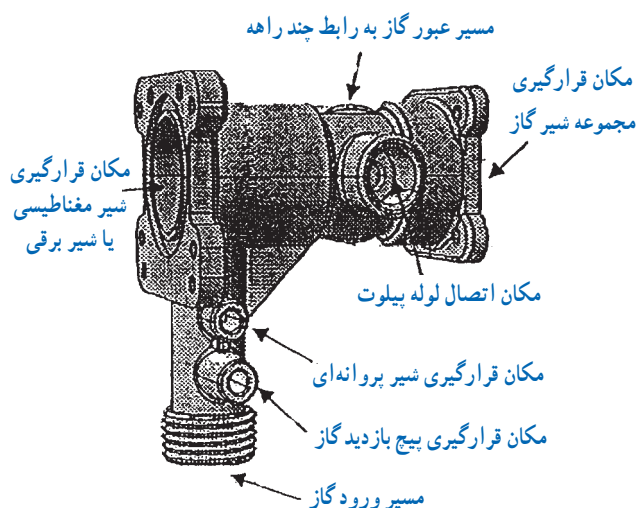 مسیر عبور گاز به رابط چند راهه
مکان قرارگیری
مجموعه شیر گاز
مکان قرارگیری
شیر مغناطیسی
یا شیر برقی
مکان اتصال لوله پیلوت
مکان قرارگیری شیر پروانه‌ای
مکان قرارگیری پیچ بازدید گاز
مسیر ورود گاز